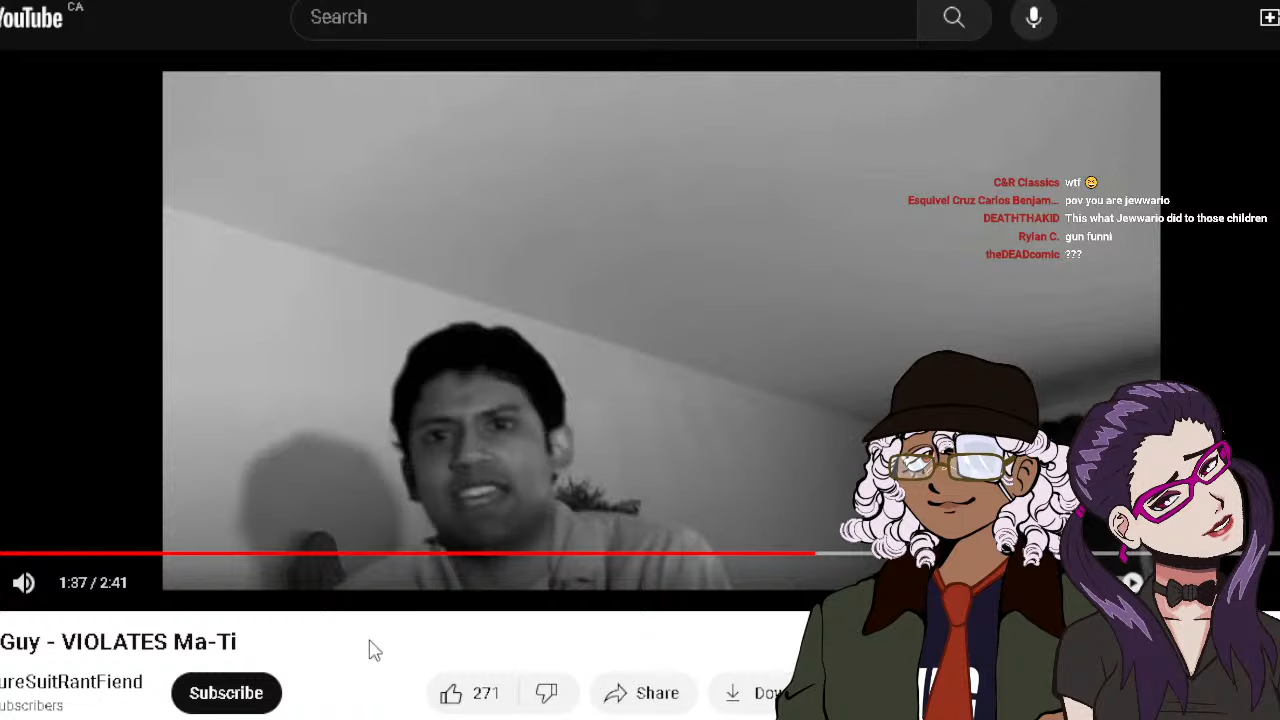 YouTube CA
Search
C&R Classics wtf 😆
Esquivel Cruz Carlos Benjam... pov you are jewwario
DEATHTHAKID This what Jewwario did to those children
Rylan C. gun funni
theDEADcomic ???
1:37 / 2:41
Guy - VIOLATES Ma-Ti
ureSuitRantFiend
ubscribers
Subscribe
271
Share
Dow